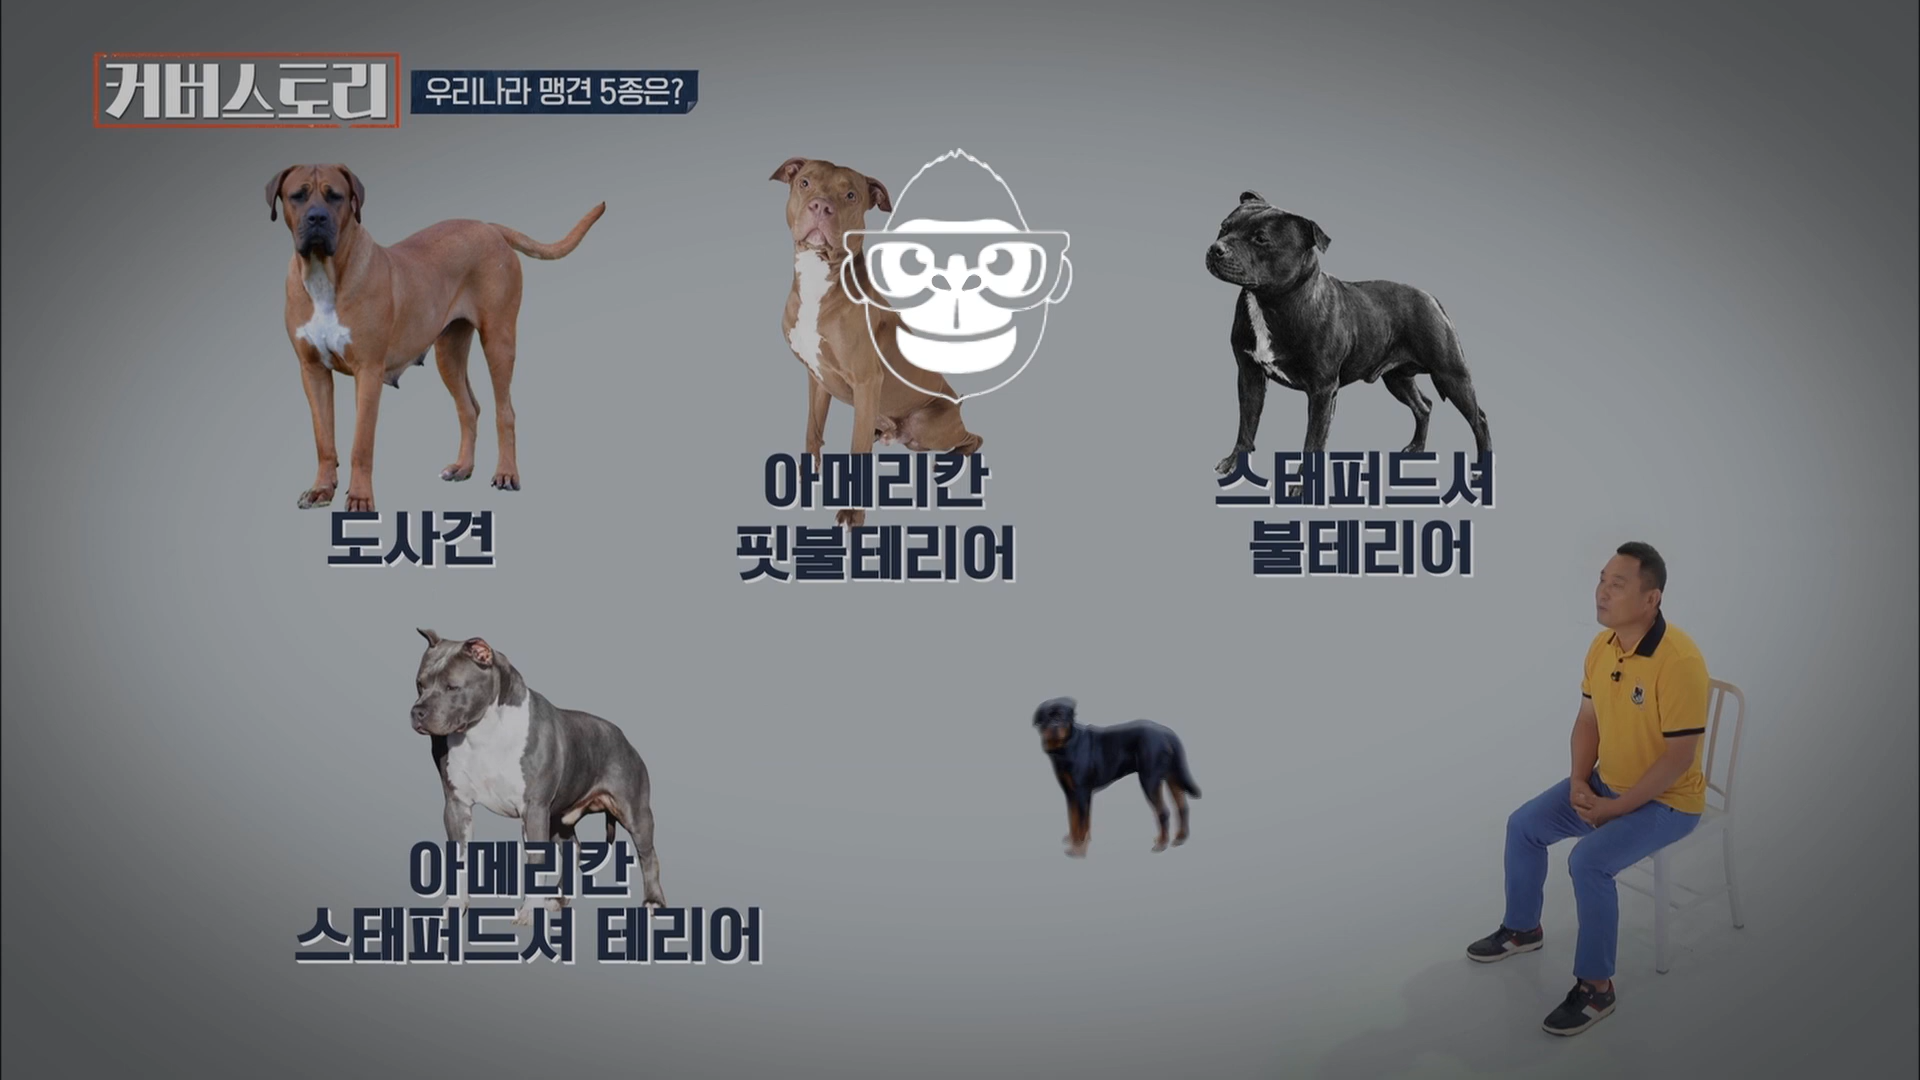 커버스토리
우리나라 맹견 5종은?
도사견
아메리칸
핏불테리어
스태퍼드셔
불테리어
아메리칸
스태퍼드셔 테리어